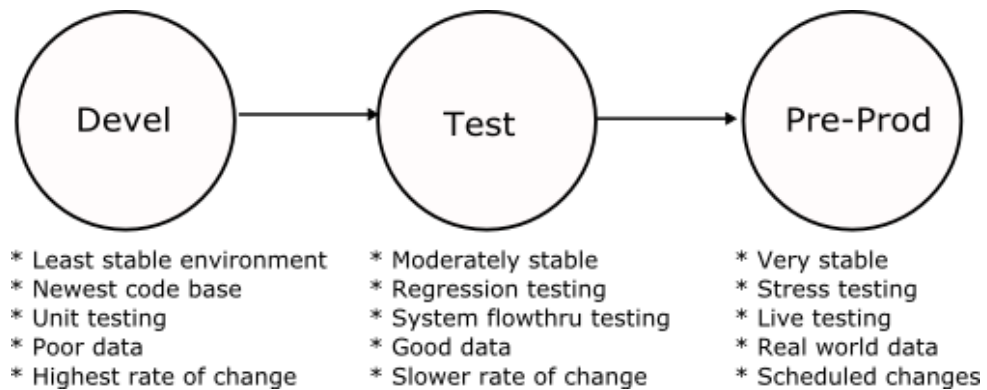 Devel
Test
Pre-Prod
* Least stable environment
* Newest code base
* Unit testing
* Poor data
* Highest rate of change
* Moderately stable
* Regression testing
* System flowthru testing
* Good data
* Slower rate of change
* Very stable
* Stress testing
* Live testing
* Real world data
* Scheduled changes